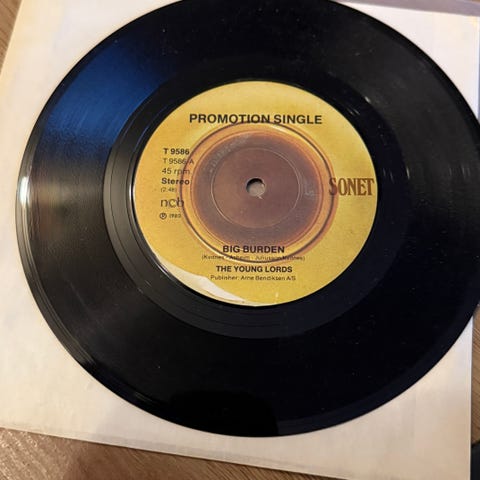 PROMOTION SINGLE
T 9586
T 9586-A
45 rpm
Stereo
(2.48)
ncb
℗ 1980
SONET
BIG BURDEN
THE YOUNG LORDS
Publisher: Arne Bendiksen A/S